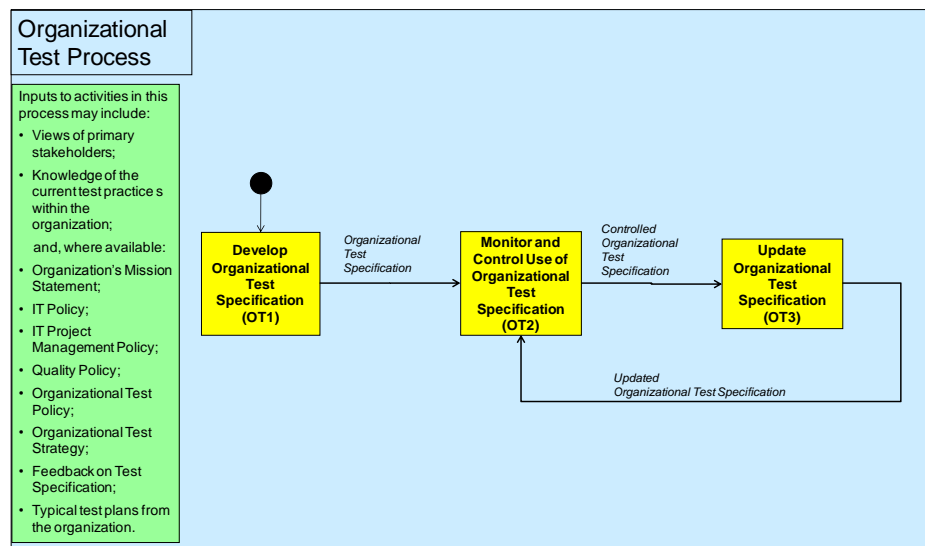 Organizational
Test Process
Inputs to activities in this
process may include:
• Views of primary
stakeholders;
• Knowledge of the
current test practice s
within the
organization;
and, where available:
• Organization's Mission
Statement;
• IT Policy;
• IT Project
Management Policy;
• Quality Policy;
• Organizational Test
Policy;
• Organizational Test
Strategy;
• Feedback on Test
Specification;
• Typical test plans from
the organization.
Develop
Organizational
Test
Specification
(OT1)
Organizational
Test
Specification
Monitor and
Control Use of
Organizational
Test
Specification
(OT2)
Controlled
Organizational
Test
Specification
Update
Organizational
Test
Specification
(OT3)
Updated
Organizational Test Specification